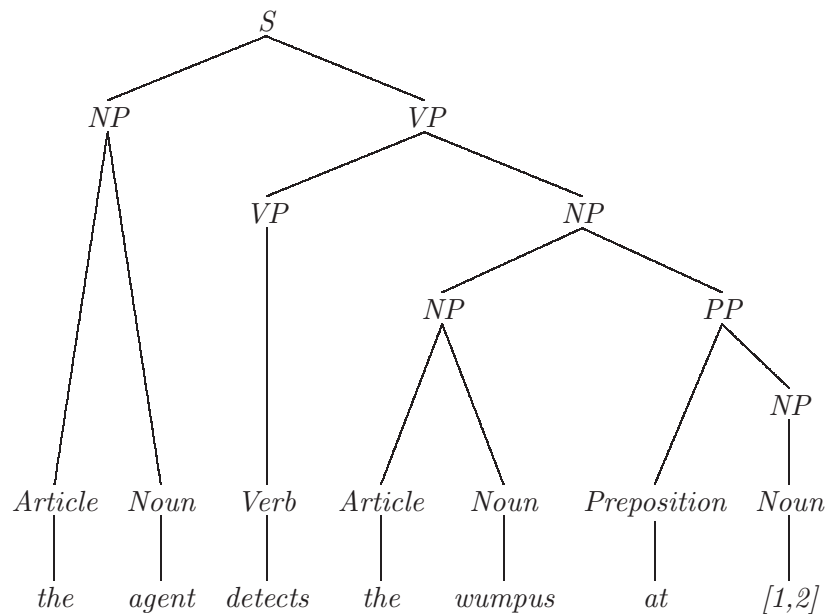 S
NP VP
VP NP
NP PP
NP
Article Noun Verb Article Noun Preposition Noun
the agent detects the wumpus at [1,2]